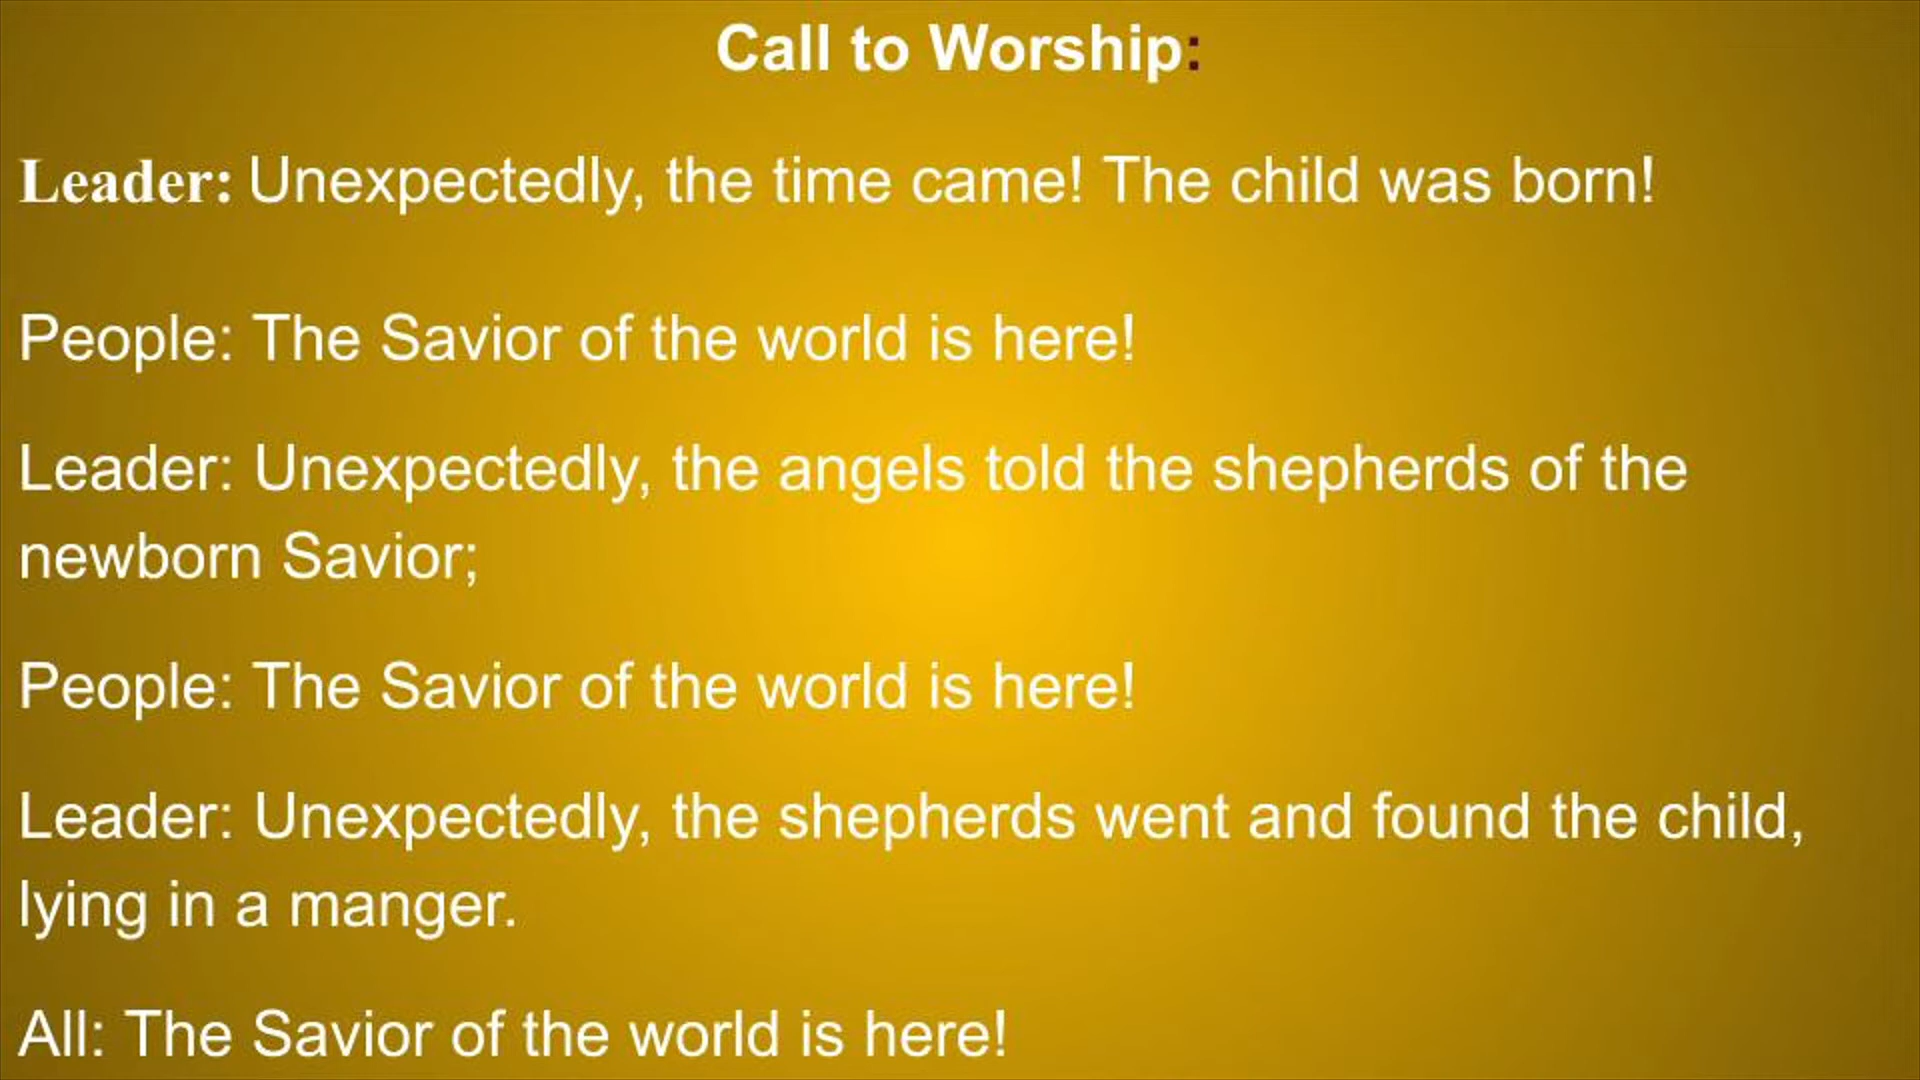 Call to Worship:
Leader: Unexpectedly, the time came! The child was born!
People: The Savior of the world is here!
Leader: Unexpectedly, the angels told the shepherds of the
newborn Savior;
People: The Savior of the world is here!
Leader: Unexpectedly, the shepherds went and found the child,
lying in a manger.
All: The Savior of the world is here!